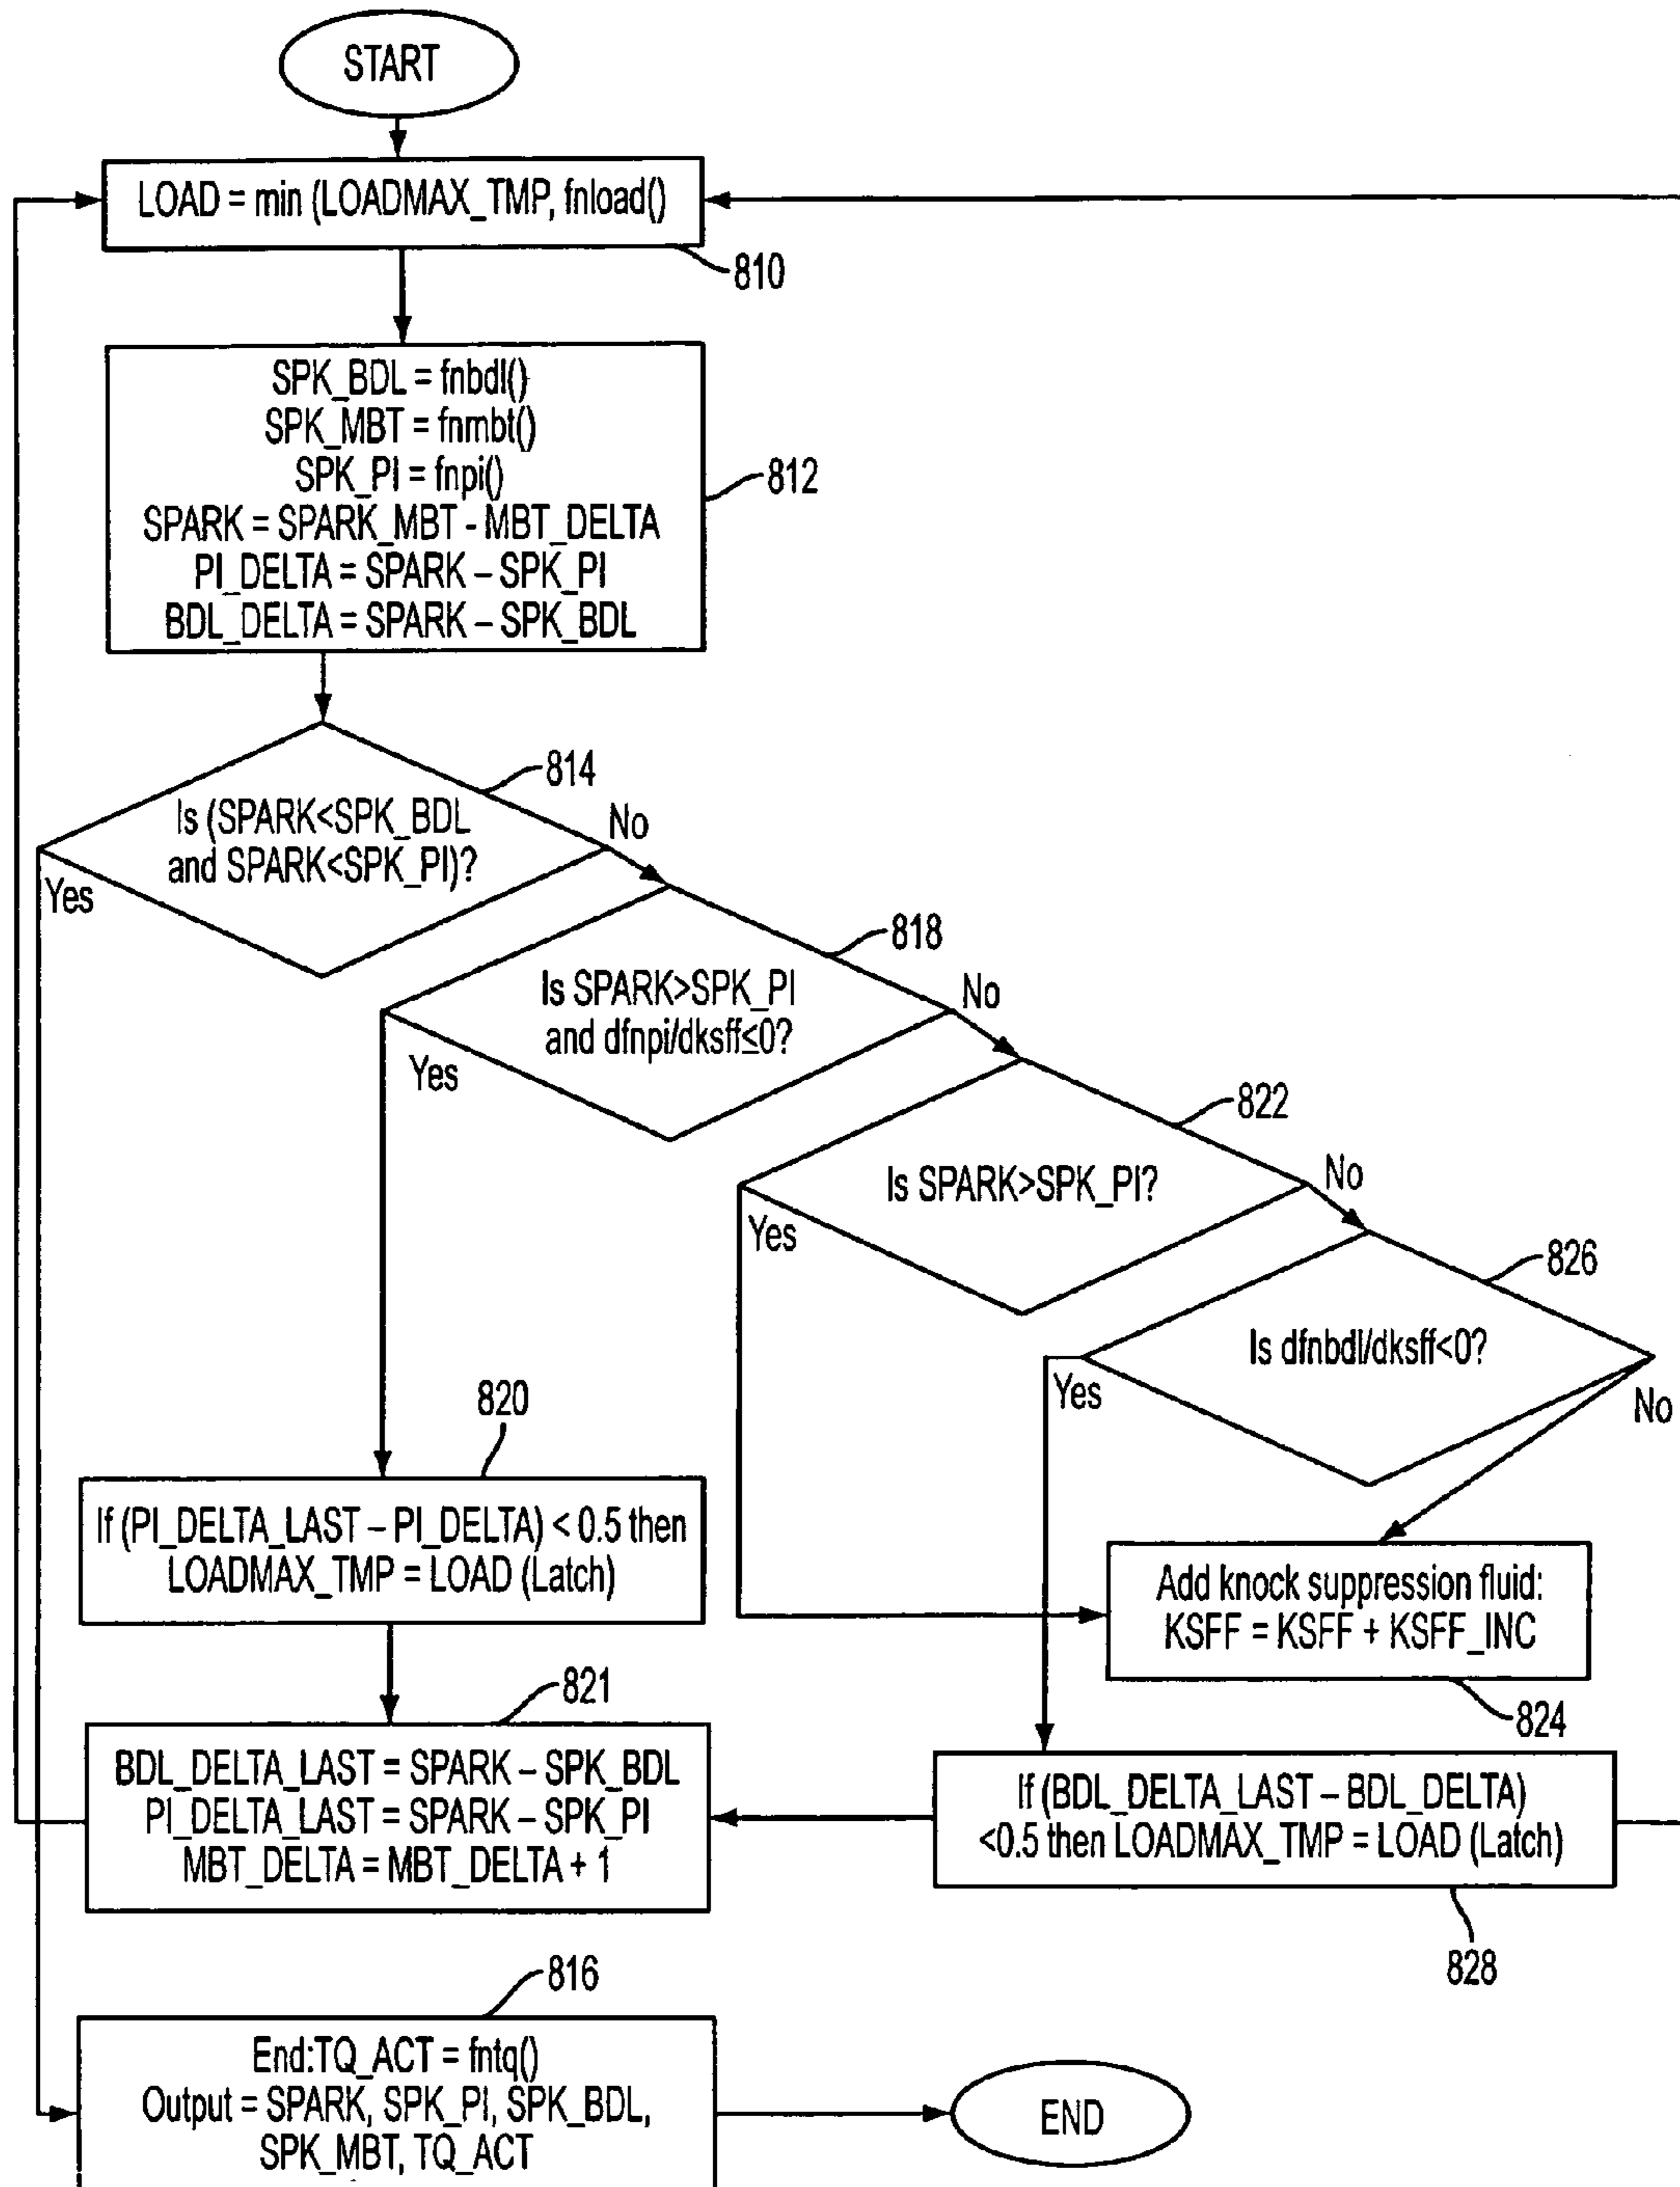 START
LOAD = min (LOADMAX_TMP, fnload()
810
SPK_BDL = fnbdl()
SPK_MBT = fnmbt()
SPK_PI = fnpi()
SPARK = SPARK_MBT - MBT_DELTA
PI_DELTA = SPARK – SPK_PI
BDL_DELTA = SPARK – SPK_BDL
812
814
Is (SPARK<SPK_BDL
and SPARK<SPK_PI)?
No
Yes
818
Is SPARK>SPK_PI
and dfnpi/dksff≤0?
No
Yes
822
Is SPARK>SPK_PI?
No
Yes
826
Is dfnbdl/dksff<0?
Yes
No
820
If (PI_DELTA_LAST – PI_DELTA) < 0.5 then
LOADMAX_TMP = LOAD (Latch)
Add knock suppression fluid:
KSFF = KSFF + KSFF_INC
824
821
BDL_DELTA_LAST = SPARK – SPK_BDL
PI_DELTA_LAST = SPARK – SPK_PI
MBT_DELTA = MBT_DELTA + 1
If (BDL_DELTA_LAST – BDL_DELTA)
<0.5 then LOADMAX_TMP = LOAD (Latch)
828
816
End:TQ_ACT = fntq()
Output = SPARK, SPK_PI, SPK_BDL,
SPK_MBT, TQ_ACT
END